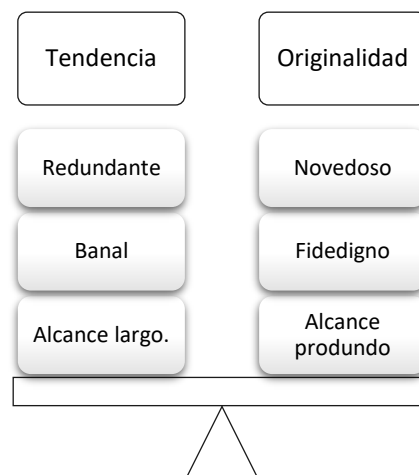 Tendencia
Originalidad
Redundante
Novedoso
Banal
Fidedigno
Alcance largo.
Alcance
produndo